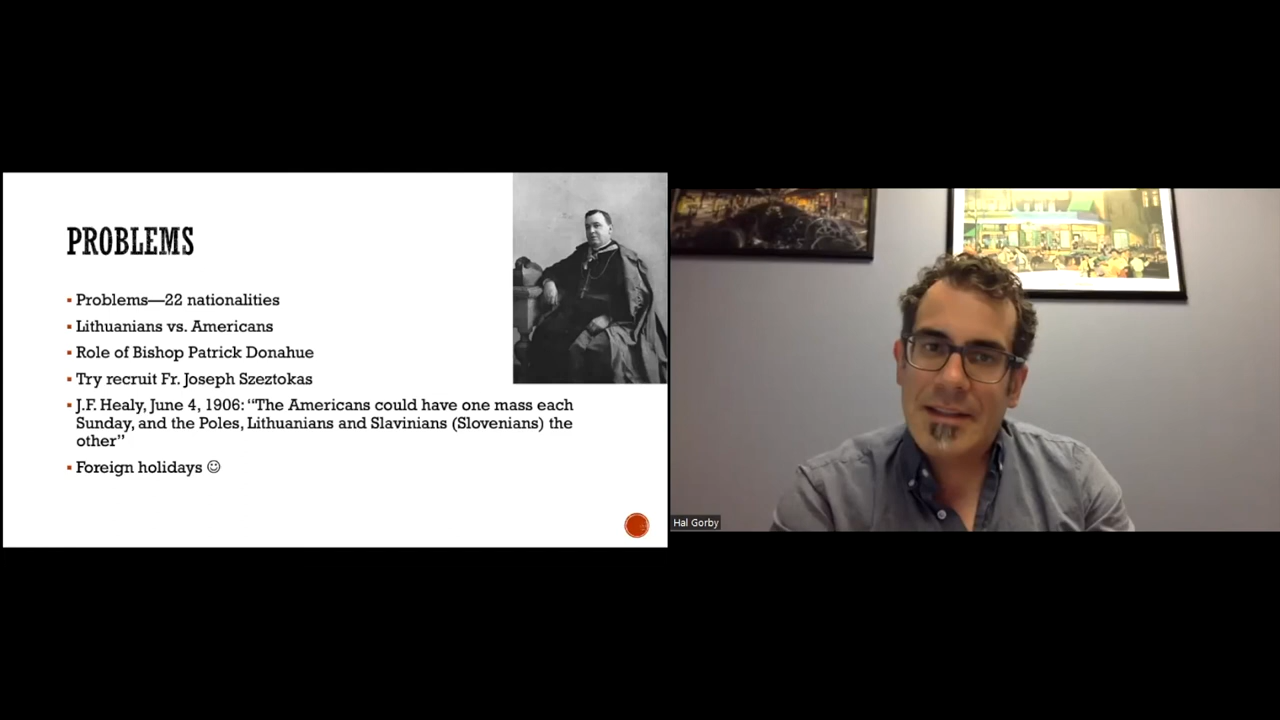 PROBLEMS
Problems—22 nationalities
Lithuanians vs. Americans
Role of Bishop Patrick Donahue
Try recruit Fr. Joseph Szeztokas
J.F. Healy, June 4, 1906: “The Americans could have one mass each
Sunday, and the Poles, Lithuanians and Slavinians (Slovenians) the
other”
Foreign holidays ☺
Hal Gorby